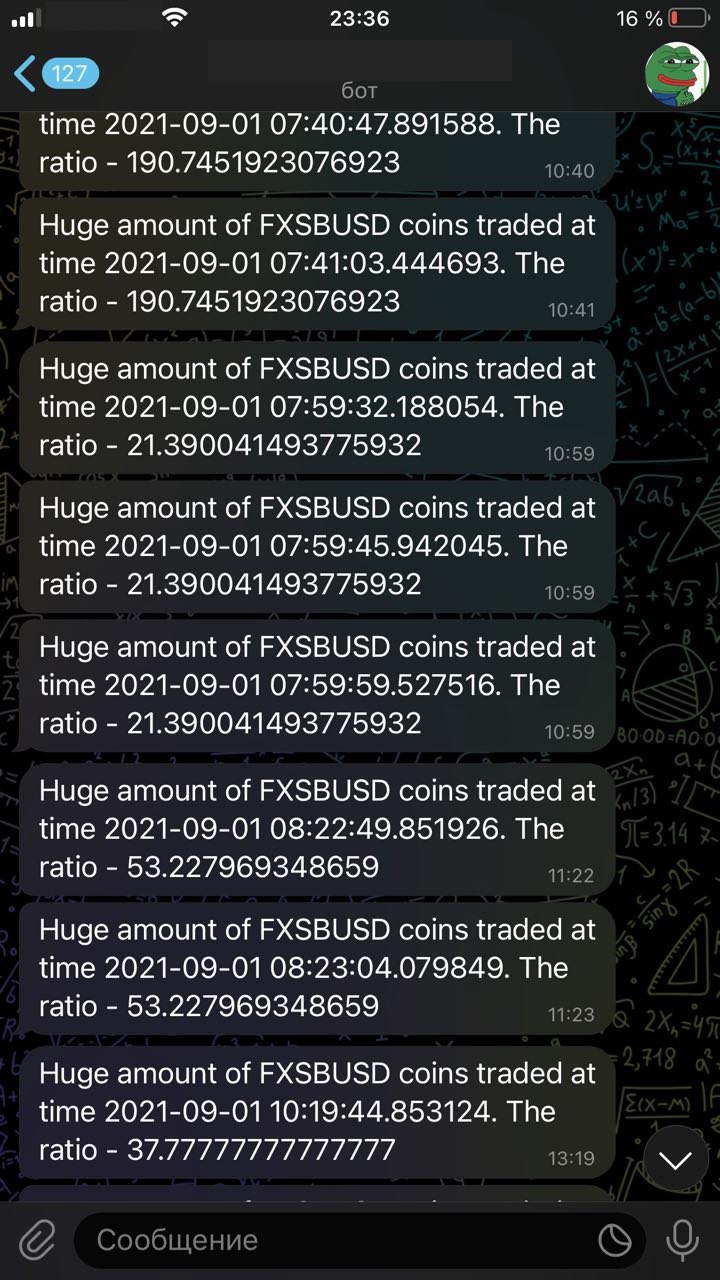 23:36
16 %
127
бот
time 2021-09-01 07:40:47.891588. The
ratio - 190.7451923076923
10:40
Huge amount of FXSBUSD coins traded at
time 2021-09-01 07:41:03.444693. The
ratio - 190.7451923076923
10:41
Huge amount of FXSBUSD coins traded at
time 2021-09-01 07:59:32.188054. The
ratio - 21.390041493775932
10:59
Huge amount of FXSBUSD coins traded at
time 2021-09-01 07:59:45.942045. The
ratio - 21.390041493775932
10:59
Huge amount of FXSBUSD coins traded at
time 2021-09-01 07:59:59.527516. The
ratio - 21.390041493775932
10:59
Huge amount of FXSBUSD coins traded at
time 2021-09-01 08:22:49.851926. The
ratio - 53.227969348659
11:22
Huge amount of FXSBUSD coins traded at
time 2021-09-01 08:23:04.079849. The
ratio - 53.227969348659
11:23
Huge amount of FXSBUSD coins traded at
time 2021-09-01 10:19:44.853124. The
ratio - 37.77777777777777
13:19
Сообщение